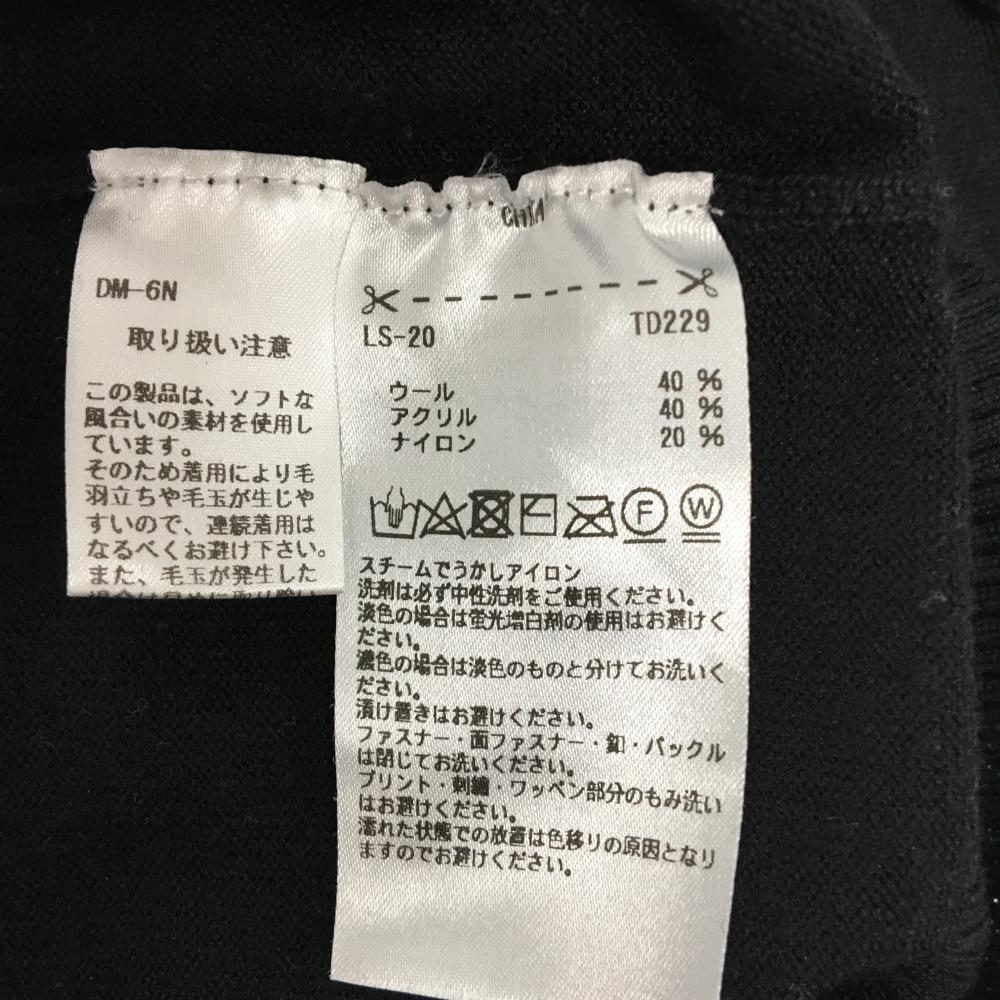 DM-6N
取り扱い注意
この製品は、ソフトな
風合いの素材を使用し
ています。
そのため着用により毛
羽立ちや毛玉が生じや
すいので、連続着用は
なるべくお避け下さい。
また、毛玉が発生した
LS-20 TD229
ウール 40 %
アクリル 40 %
ナイロン 20 %
F W
スチームでうかしアイロン
洗剤は必ず中性洗剤をご使用ください。
淡色の場合は蛍光増白剤の使用はお避けく
ださい。
濃色の場合は淡色のものと分けてお洗いく
ださい。
漬け置きはお避けください。
ファスナー・面ファスナー・釦・バックル
は閉じてお洗いください。
プリント・刺繍・ワッペン部分のもみ洗い
はお避けください。
濡れた状態での放置は色移りの原因となり
ますのでお避けください。